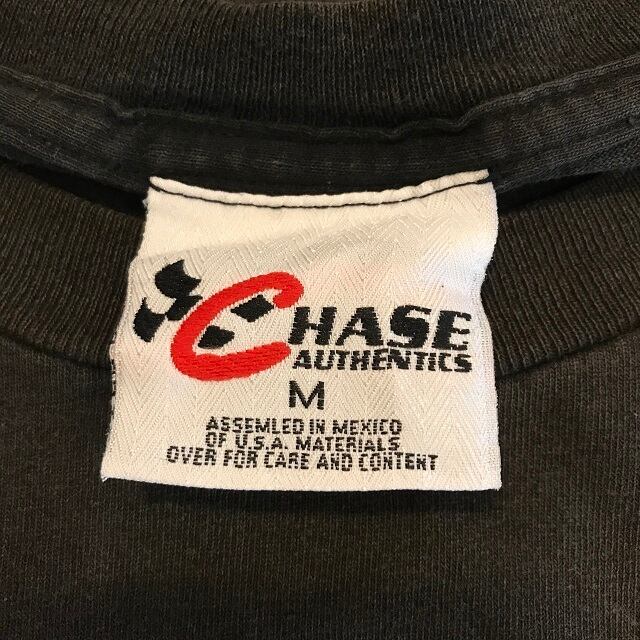 CHASE
AUTHENTICS
M
ASSEMLED IN MEXICO
OF U.S.A. MATERIALS
OVER FOR CARE AND CONTENT